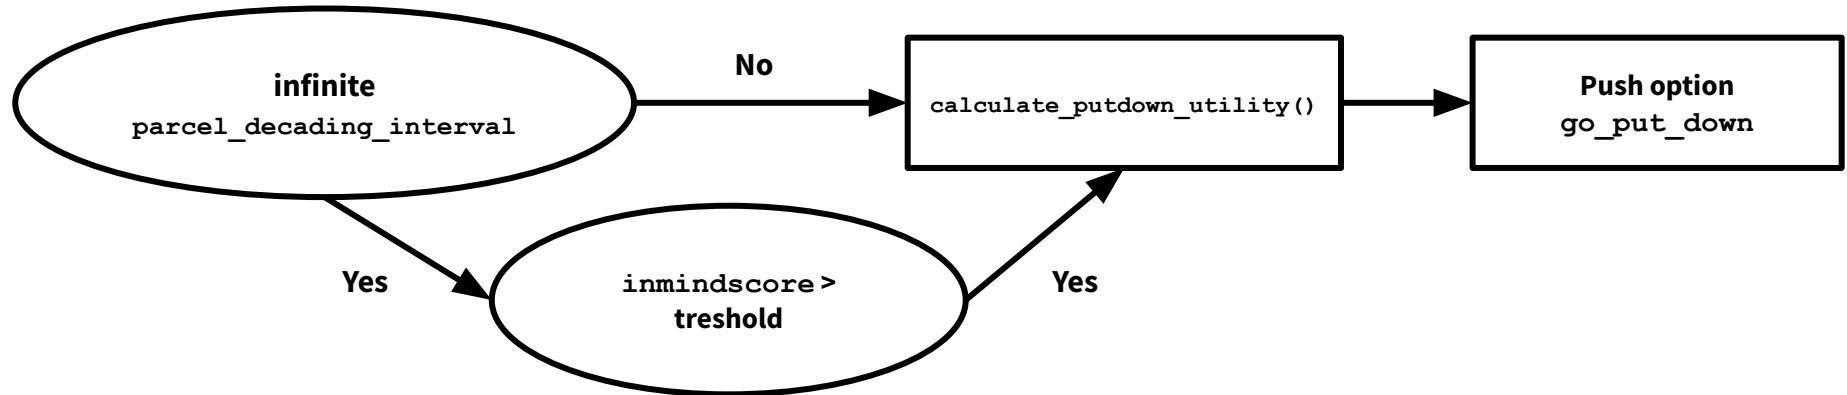 infinite
parcel_decading_interval
No
calculate_putdown_utility()
Push option
go_put_down
Yes
inmindscore >
treshold
Yes